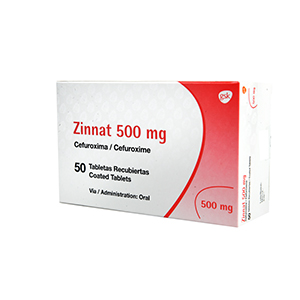 gsk
Zinnat 500 mg
Cefuroxima / Cefuroxime
50 Tabletas Recubiertas
Coated Tablets
Vía / Administration: Oral
500 mg
Zinnat 500 mg